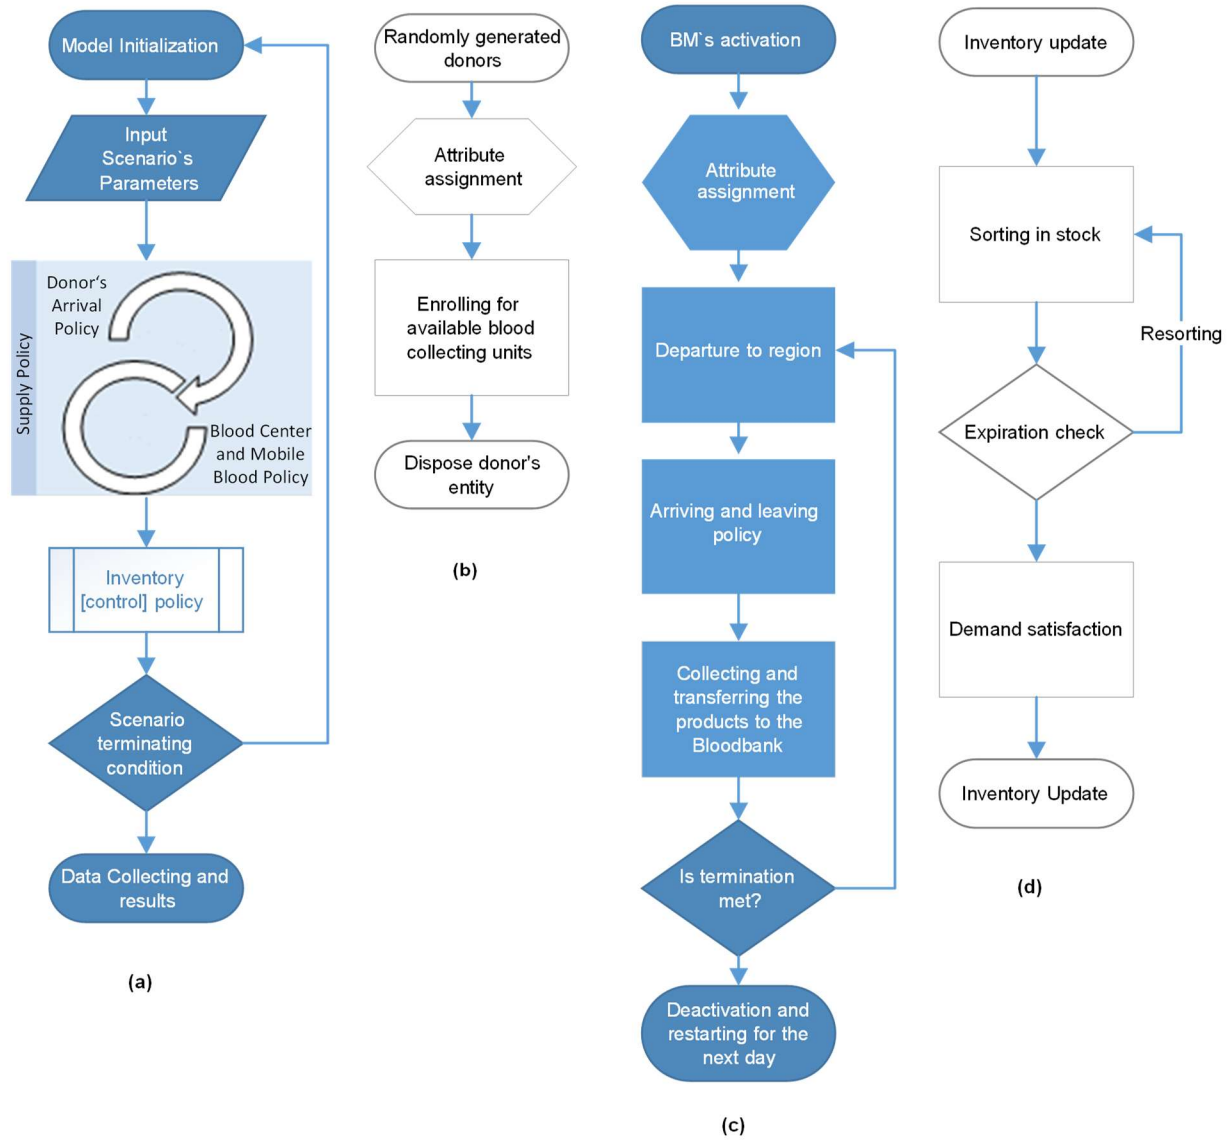 Model Initialization
Input
Scenario`s
Parameters
Supply Policy
Donor‘s
Arrival
Policy
Blood Center
and Mobile
Blood Policy
Inventory
[control] policy
Scenario
terminating
condition
Data Collecting and
results
(a)
Randomly generated
donors
Attribute
assignment
Enrolling for
available blood
collecting units
Dispose donor's
entity
(b)
BM`s activation
Attribute
assignment
Departure to region
Arriving and leaving
policy
Collecting and
transferring the
products to the
Bloodbank
Is termination
met?
Deactivation and
restarting for the
next day
(c)
Inventory update
Sorting in stock
Resorting
Expiration check
Demand satisfaction
Inventory Update
(d)